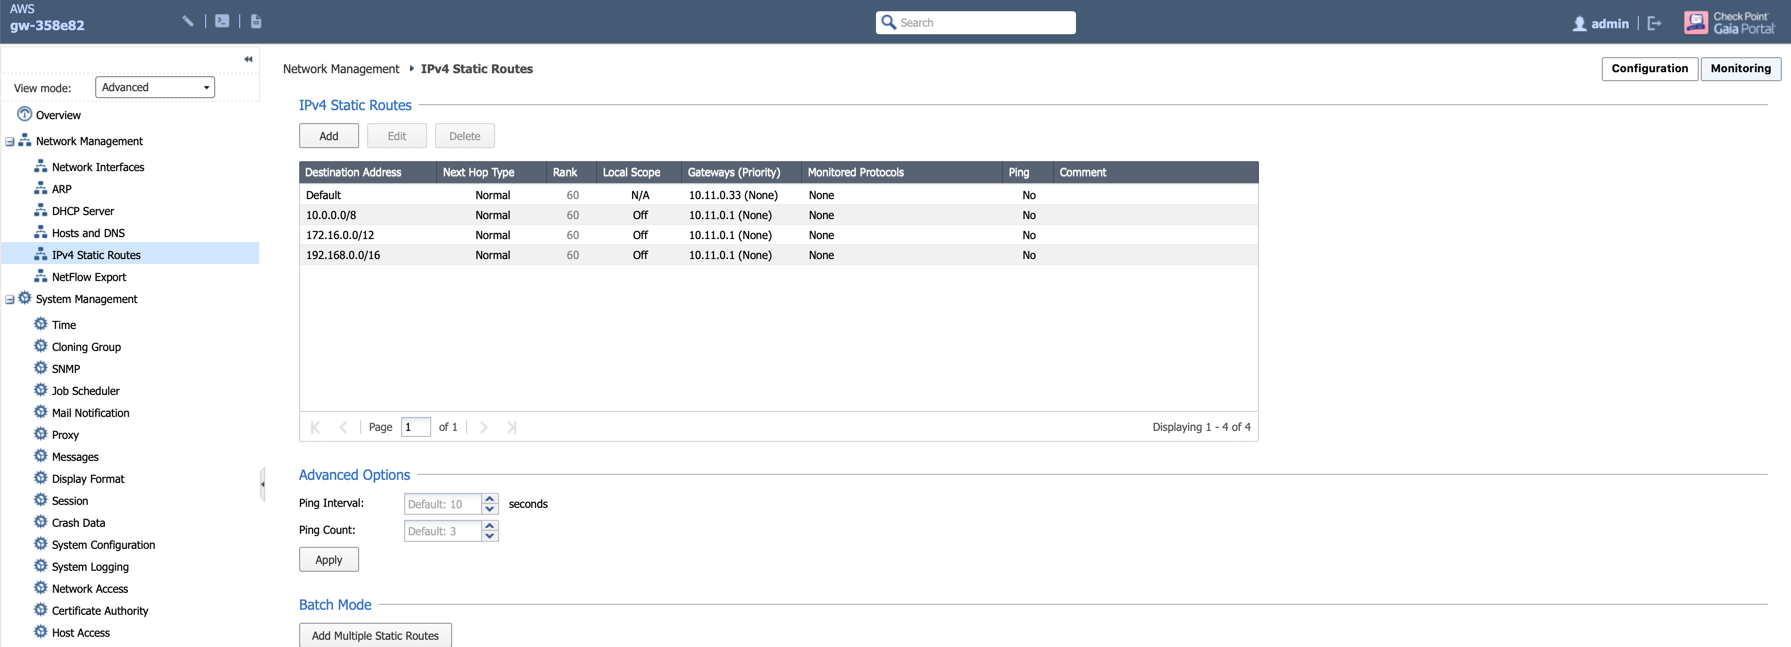 AWS
gw-358e82
Search
admin
Check Point
Gaia Portal
View mode:
Advanced
Overview
Network Management
Network Interfaces
ARP
DHCP Server
Hosts and DNS
IPv4 Static Routes
NetFlow Export
System Management
Time
Cloning Group
SNMP
Job Scheduler
Mail Notification
Proxy
Messages
Display Format
Session
Crash Data
System Configuration
System Logging
Network Access
Certificate Authority
Host Access
Network Management IPv4 Static Routes
Configuration Monitoring
IPv4 Static Routes
Add Edit Delete
Destination Address Next Hop Type Rank Local Scope Gateways (Priority) Monitored Protocols Ping Comment
Default Normal 60 N/A 10.11.0.33 (None) None No
10.0.0.0/8 Normal 60 Off 10.11.0.1 (None) None No
172.16.0.0/12 Normal 60 Off 10.11.0.1 (None) None No
192.168.0.0/16 Normal 60 Off 10.11.0.1 (None) None No
Page 1 of 1 Displaying 1 - 4 of 4
Advanced Options
Ping Interval: Default: 10 seconds
Ping Count: Default: 3
Apply
Batch Mode
Add Multiple Static Routes